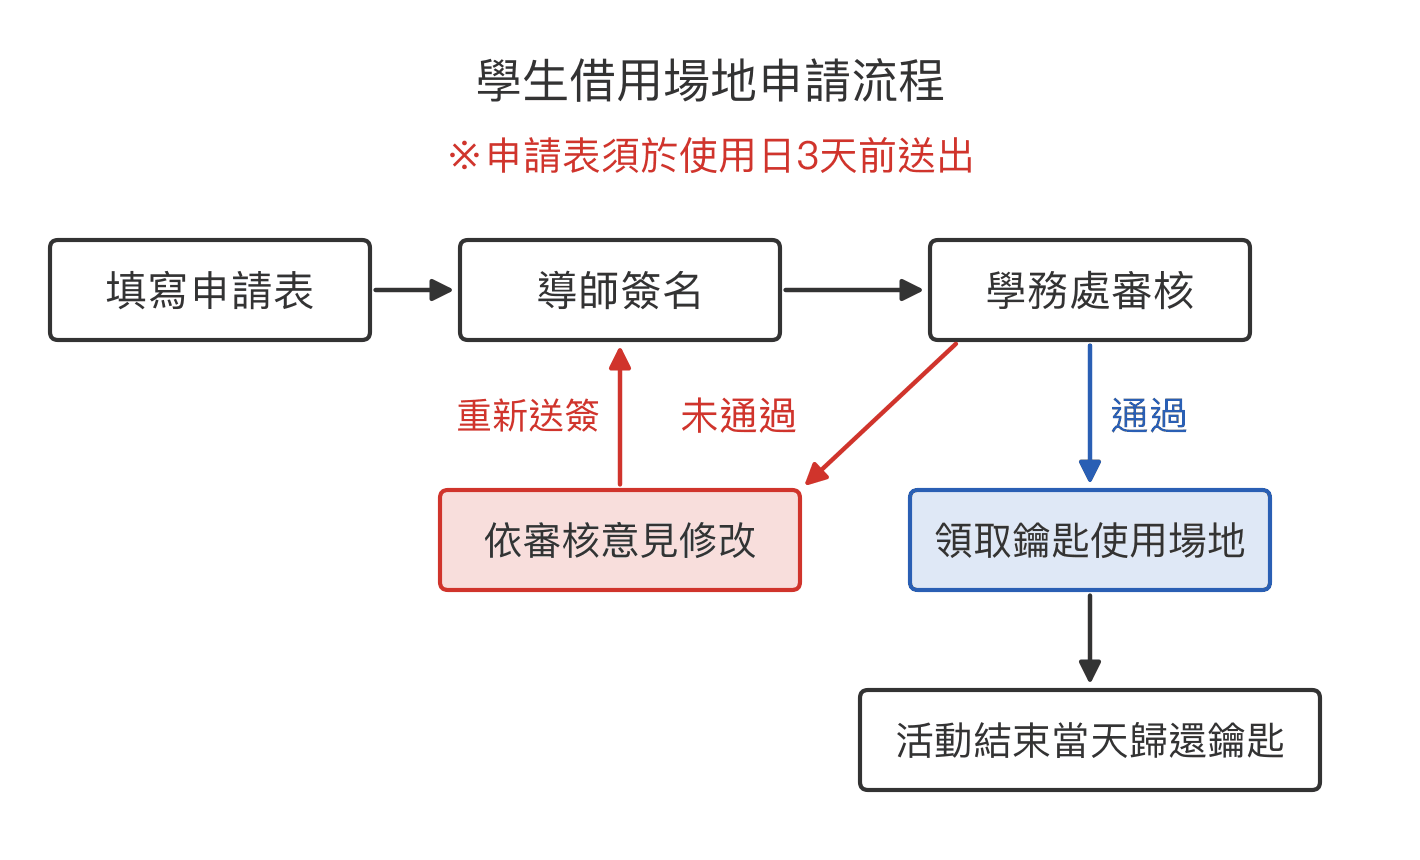 學生借用場地申請流程
※申請表須於使用日3天前送出
填寫申請表
導師簽名
學務處審核
重新送簽
未通過
通過
依審核意見修改
領取鑰匙使用場地
活動結束當天歸還鑰匙